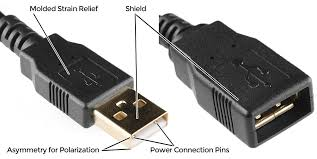 Molded Strain Relief
Shield
Asymmetry for Polarization
Power Connection Pins